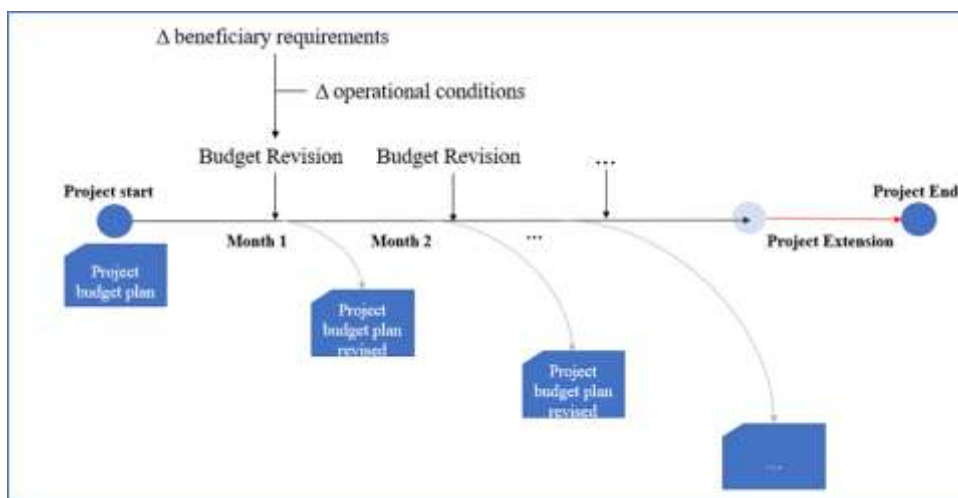 Δ beneficiary requirements
Δ operational conditions
Budget Revision
Budget Revision
...
Project start
Project End
Month 1
Month 2
...
Project Extension
Project
budget plan
Project
budget plan
revised
Project
budget plan
revised
...